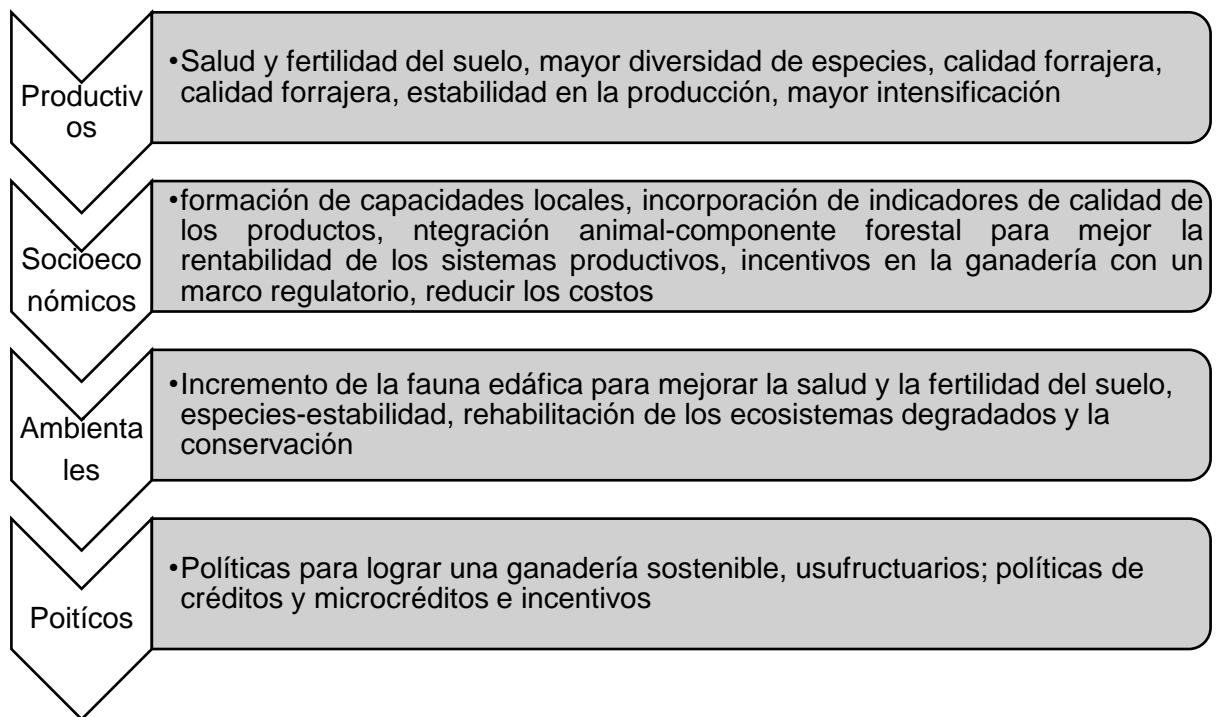 Productiv
os
•Salud y fertilidad del suelo, mayor diversidad de especies, calidad forrajera,
calidad forrajera, estabilidad en la producción, mayor intensificación
Socioeco
nómicos
•formación de capacidades locales, incorporación de indicadores de calidad de
los productos, ntegración animal-componente forestal para mejor la
rentabilidad de los sistemas productivos, incentivos en la ganadería con un
marco regulatorio, reducir los costos
Ambienta
les
•Incremento de la fauna edáfica para mejorar la salud y la fertilidad del suelo,
especies-estabilidad, rehabilitación de los ecosistemas degradados y la
conservación
Poitícos
•Políticas para lograr una ganadería sostenible, usufructuarios; políticas de
créditos y microcréditos e incentivos